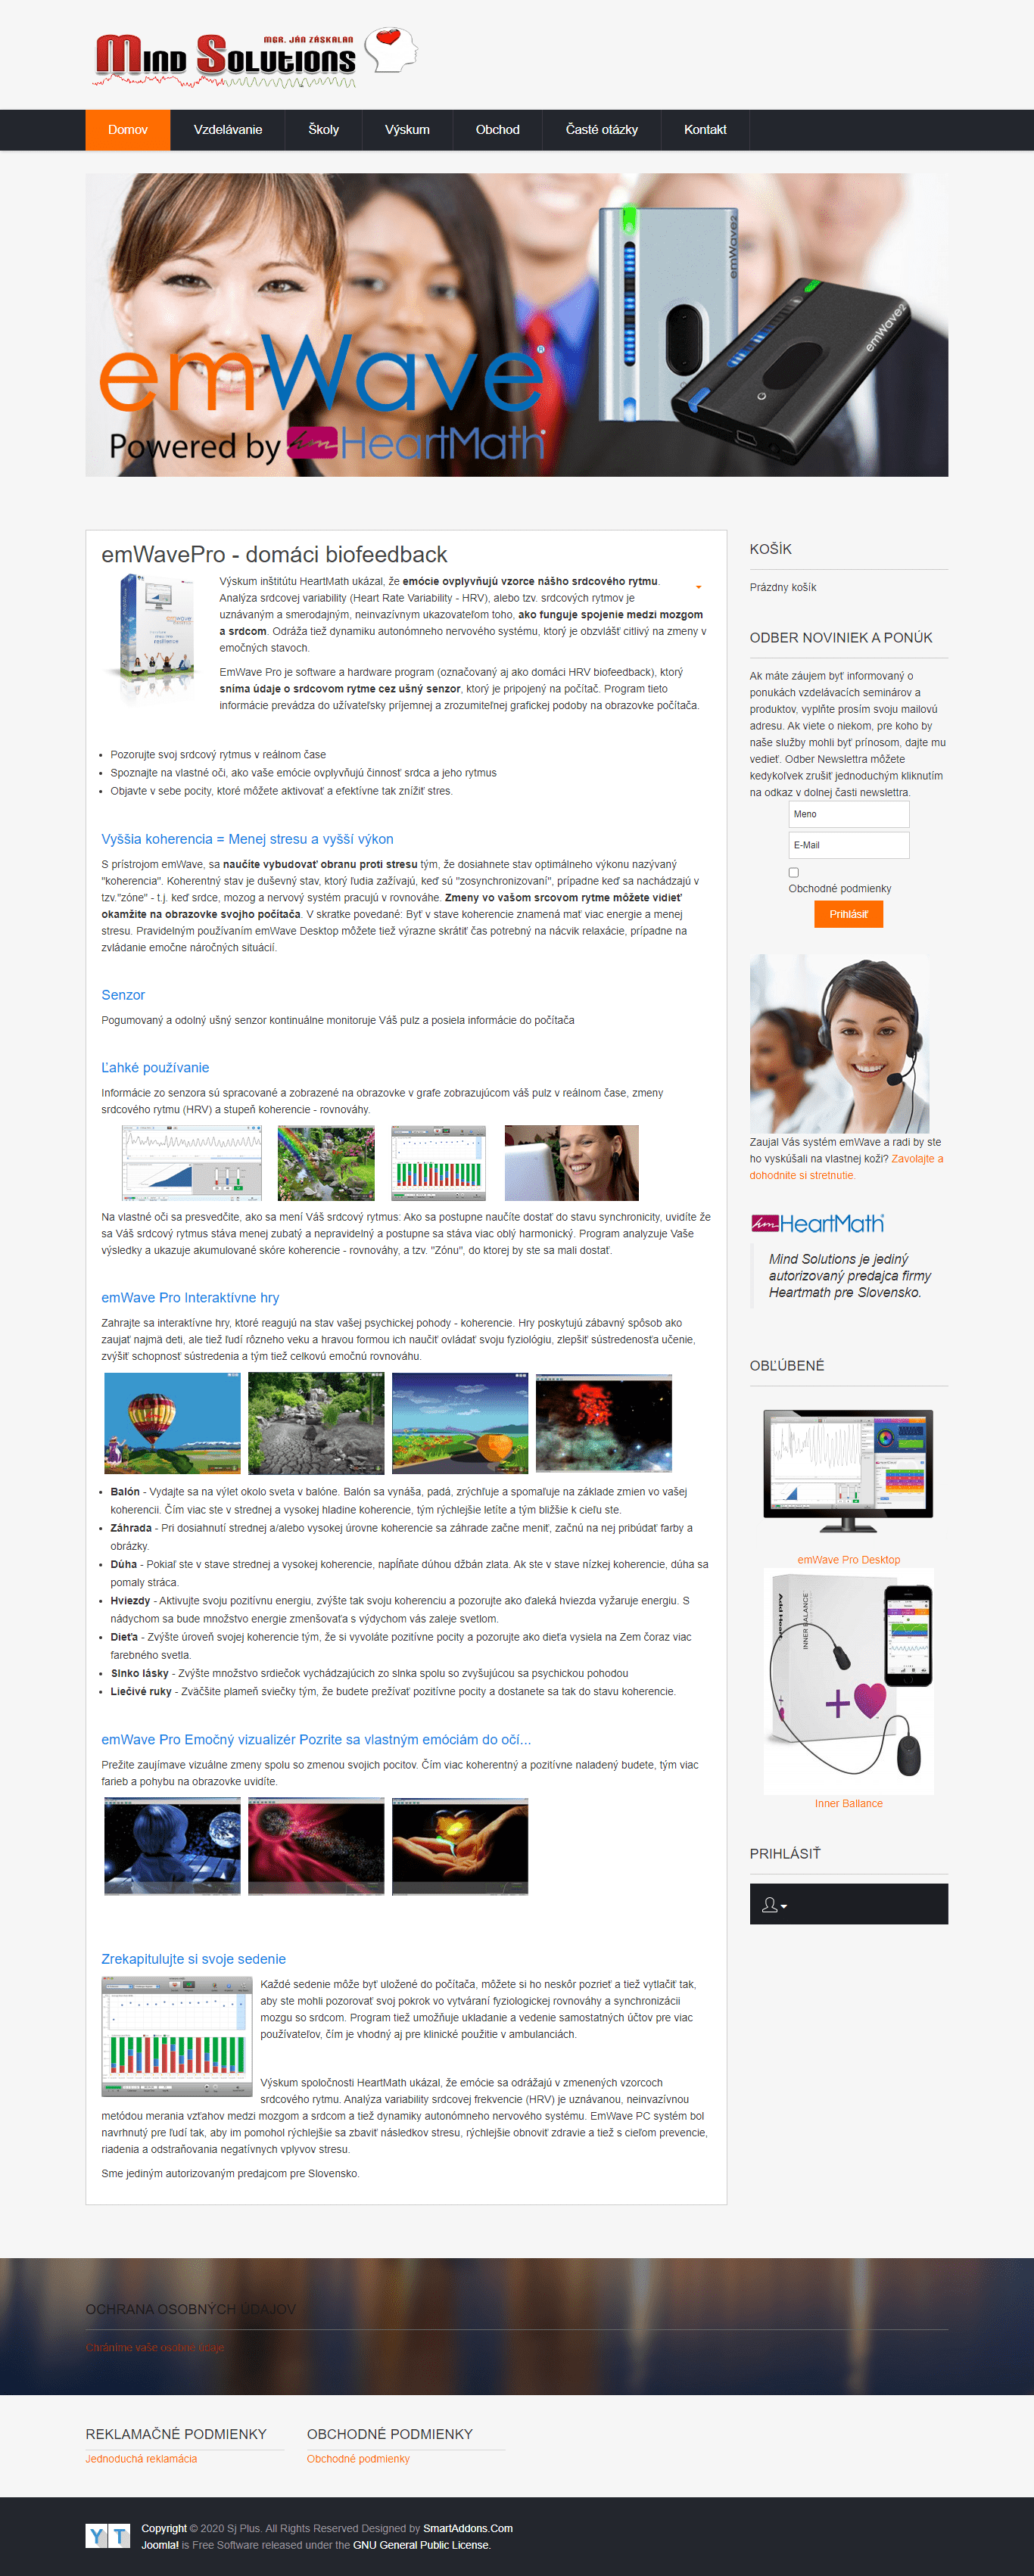 MGR. JÁN ZÁSKALAN
Mind Solutions
Domov
Vzdelávanie
Školy
Výskum
Obchod
Časté otázky
Kontakt
emWave2
emWave2
emWave®
Powered by hm HeartMath®
emWavePro - domáci biofeedback
Výskum inštitútu HeartMath ukázal, že emócie ovplyvňujú vzorce nášho srdcového rytmu.
Analýza srdcovej variability (Heart Rate Variability - HRV), alebo tzv. srdcových rytmov je
uznávaným a smerodajným, neinvazívnym ukazovateľom toho, ako funguje spojenie medzi mozgom
a srdcom. Odráža tiež dynamiku autonómneho nervového systému, ktorý je obzvlášť citlivý na zmeny v
emočných stavoch.
EmWave Pro je software a hardware program (označovaný aj ako domáci HRV biofeedback), ktorý
sníma údaje o srdcovom rytme cez ušný senzor, ktorý je pripojený na počítač. Program tieto
informácie prevádza do užívateľsky príjemnej a zrozumiteľnej grafickej podoby na obrazovke počítača.
Pozorujte svoj srdcový rytmus v reálnom čase
Spoznajte na vlastné oči, ako vaše emócie ovplyvňujú činnosť srdca a jeho rytmus
Objavte v sebe pocity, ktoré môžete aktivovať a efektívne tak znížiť stres.
Vyššia koherencia = Menej stresu a vyšší výkon
S prístrojom emWave, sa naučíte vybudovať obranu proti stresu tým, že dosiahnete stav optimálneho výkonu nazývaný
"koherencia". Koherentný stav je duševný stav, ktorý ľudia zažívajú, keď sú "zosynchronizovaní", prípadne keď sa nachádzajú v
tzv."zóne" - t.j. keď srdce, mozog a nervový systém pracujú v rovnováhe. Zmeny vo vašom srcovom rytme môžete vidieť
okamžite na obrazovke svojho počítača. V skratke povedané: Byť v stave koherencie znamená mať viac energie a menej
stresu. Pravidelným používaním emWave Desktop môžete tiež výrazne skrátiť čas potrebný na nácvik relaxácie, prípadne na
zvládanie emočne náročných situácií.
Senzor
Pogumovaný a odolný ušný senzor kontinuálne monitoruje Váš pulz a posiela informácie do počítača
Ľahké používanie
Informácie zo senzora sú spracované a zobrazené na obrazovke v grafe zobrazujúcom váš pulz v reálnom čase, zmeny
srdcového rytmu (HRV) a stupeň koherencie - rovnováhy.
Na vlastné oči sa presvedčite, ako sa mení Váš srdcový rytmus: Ako sa postupne naučíte dostať do stavu synchronicity, uvidíte že
sa Váš srdcový rytmus stáva menej zubatý a nepravidelný a postupne sa stáva viac oblý harmonický. Program analyzuje Vaše
výsledky a ukazuje akumulované skóre koherencie - rovnováhy, a tzv. "Zónu", do ktorej by ste sa mali dostať.
emWave Pro Interaktívne hry
Zahrajte sa interaktívne hry, ktoré reagujú na stav vašej psychickej pohody - koherencie. Hry poskytujú zábavný spôsob ako
zaujať najmä deti, ale tiež ľudí rôzneho veku a hravou formou ich naučiť ovládať svoju fyziológiu, zlepšiť sústredenosťa učenie,
zvýšiť schopnosť sústredenia a tým tiež celkovú emočnú rovnováhu.
Balón - Vydajte sa na výlet okolo sveta v balóne. Balón sa vynáša, padá, zrýchľuje a spomaľuje na základe zmien vo vašej
koherencii. Čím viac ste v strednej a vysokej hladine koherencie, tým rýchlejšie letíte a tým bližšie k cieľu ste.
Záhrada - Pri dosiahnutí strednej a/alebo vysokej úrovne koherencie sa záhrade začne meniť, začnú na nej pribúdať farby a
obrázky.
Dúha - Pokiaľ ste v stave strednej a vysokej koherencie, napĺňate dúhou džbán zlata. Ak ste v stave nízkej koherencie, dúha sa
pomaly stráca.
Hviezdy - Aktivujte svoju pozitívnu energiu, zvýšte tak svoju koherenciu a pozorujte ako ďaleká hviezda vyžaruje energiu. S
nádychom sa bude množstvo energie zmenšovaťa s výdychom vás zaleje svetlom.
Dieťa - Zvýšte úroveň svojej koherencie tým, že si vyvoláte pozitívne pocity a pozorujte ako dieťa vysiela na Zem čoraz viac
farebného svetla.
Slnko lásky - Zvýšte množstvo srdiečok vychádzajúcich zo slnka spolu so zvyšujúcou sa psychickou pohodou
Liečivé ruky - Zväčšite plameň sviečky tým, že budete prežívať pozitívne pocity a dostanete sa tak do stavu koherencie.
emWave Pro Emočný vizualizér Pozrite sa vlastným emóciám do očí...
Prežite zaujímave vizuálne zmeny spolu so zmenou svojich pocitov. Čím viac koherentný a pozitívne naladený budete, tým viac
farieb a pohybu na obrazovke uvidíte.
Zrekapitulujte si svoje sedenie
Každé sedenie môže byť uložené do počítača, môžete si ho neskôr pozrieť a tiež vytlačiť tak,
aby ste mohli pozorovať svoj pokrok vo vytváraní fyziologickej rovnováhy a synchronizácii
mozgu so srdcom. Program tiež umožňuje ukladanie a vedenie samostatných účtov pre viac
používateľov, čím je vhodný aj pre klinické použitie v ambulanciách.
Výskum spoločnosti HeartMath ukázal, že emócie sa odrážajú v zmenených vzorcoch
srdcového rytmu. Analýza variability srdcovej frekvencie (HRV) je uznávanou, neinvazívnou
metódou merania vzťahov medzi mozgom a srdcom a tiež dynamiky autonómneho nervového systému. EmWave PC systém bol
navrhnutý pre ľudí tak, aby im pomohol rýchlejšie sa zbaviť následkov stresu, rýchlejšie obnoviť zdravie a tiež s cieľom prevencie,
riadenia a odstraňovania negatívnych vplyvov stresu.
Sme jediným autorizovaným predajcom pre Slovensko.
KOŠÍK
Prázdny košík
ODBER NOVINIEK A PONÚK
Ak máte záujem byť informovaný o
ponukách vzdelávacích seminárov a
produktov, vyplňte prosím svoju mailovú
adresu. Ak viete o niekom, pre koho by
naše služby mohli byť prínosom, dajte mu
vedieť. Odber Newslettra môžete
kedykoľvek zrušiť jednoduchým kliknutím
na odkaz v dolnej časti newslettra.
Meno
E-Mail
Obchodné podmienky
Prihlásiť
Zaujal Vás systém emWave a radi by ste
ho vyskúšali na vlastnej koži? Zavolajte a
dohodnite si stretnutie.
hm HeartMath®
Mind Solutions je jediný
autorizovaný predajca firmy
Heartmath pre Slovensko.
OBĽÚBENÉ
emWave Pro Desktop
INNER BALANCE
Inner Ballance
PRIHLÁSIŤ
OCHRANA OSOBNÝCH ÚDAJOV
Chránime vaše osobné údaje
REKLAMAČNÉ PODMIENKY
Jednoduchá reklamácia
OBCHODNÉ PODMIENKY
Obchodné podmienky
YT
Copyright © 2020 Sj Plus. All Rights Reserved Designed by SmartAddons.Com
Joomla! is Free Software released under the GNU General Public License.